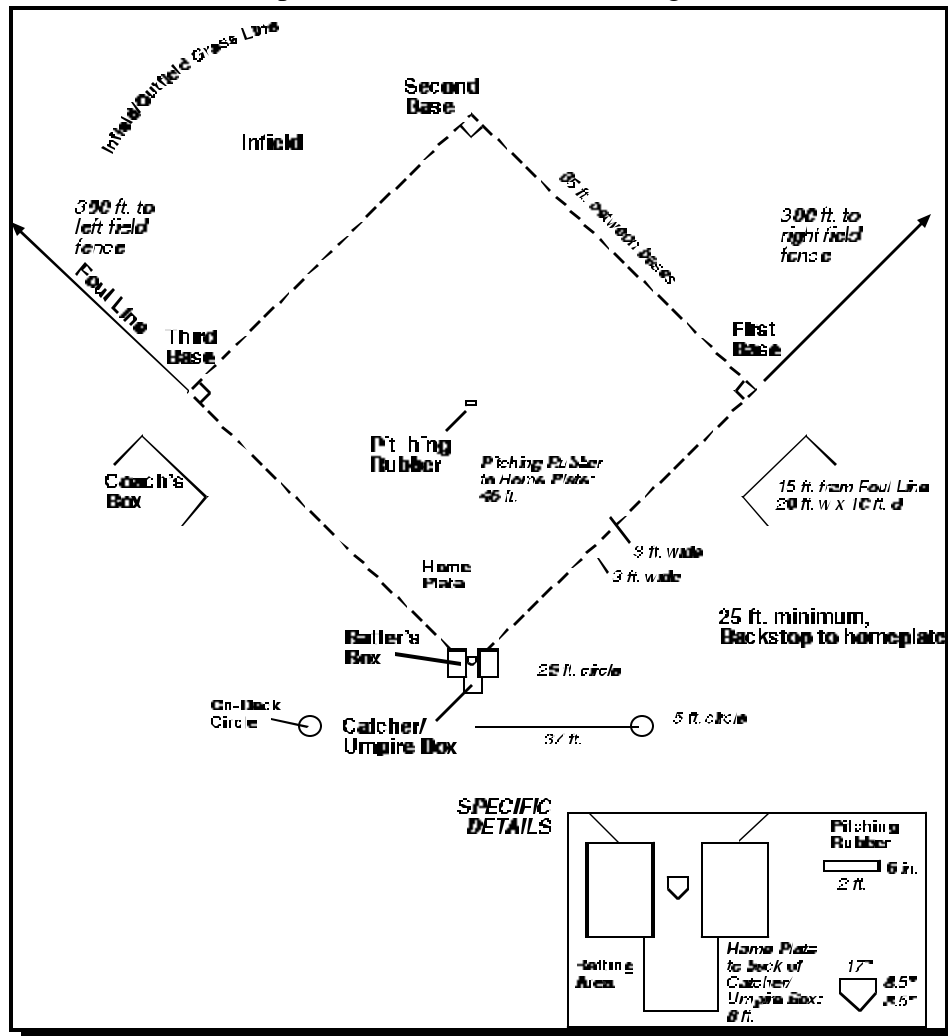 Infield/Outfield Grass Line
Second
Base
Infield
ft. between bases
300 ft. to
left field
fence
300 ft. to
right field
fence
Foul Line
Third
Base
First
Base
Pitching
Rubber
Pitching Rubber
to Home Plate:
ft.
Coach's
Box
15 ft. from Foul Line
20 ft. w x 10 ft. d
3 ft. wide
3 ft. wide
Home
Plate
25 ft. minimum,
Backstop to homeplate
Batter's
Box
ft. circle
On-Deck
Circle
Catcher/
Umpire Box
37 ft.
5 ft. circle
SPECIFIC
DETAILS
Pitching
Rubber
6 in.
2 ft.
Batting
Area
Home Plate
to back of
Catcher/
Umpire Box:
8 ft.
17"
8.5"
8.5"